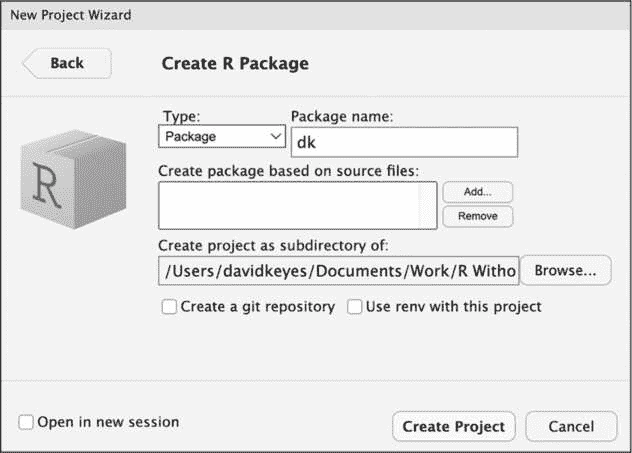 New Project Wizard
Back
Create R Package
R
Type:
Package name:
Package
dk
Create package based on source files:
Add...
Remove
Create project as subdirectory of:
/Users/davidkeyes/Documents/Work/R Witho
Browse...
Create a git repository
Use renv with this project
Open in new session
Create Project
Cancel